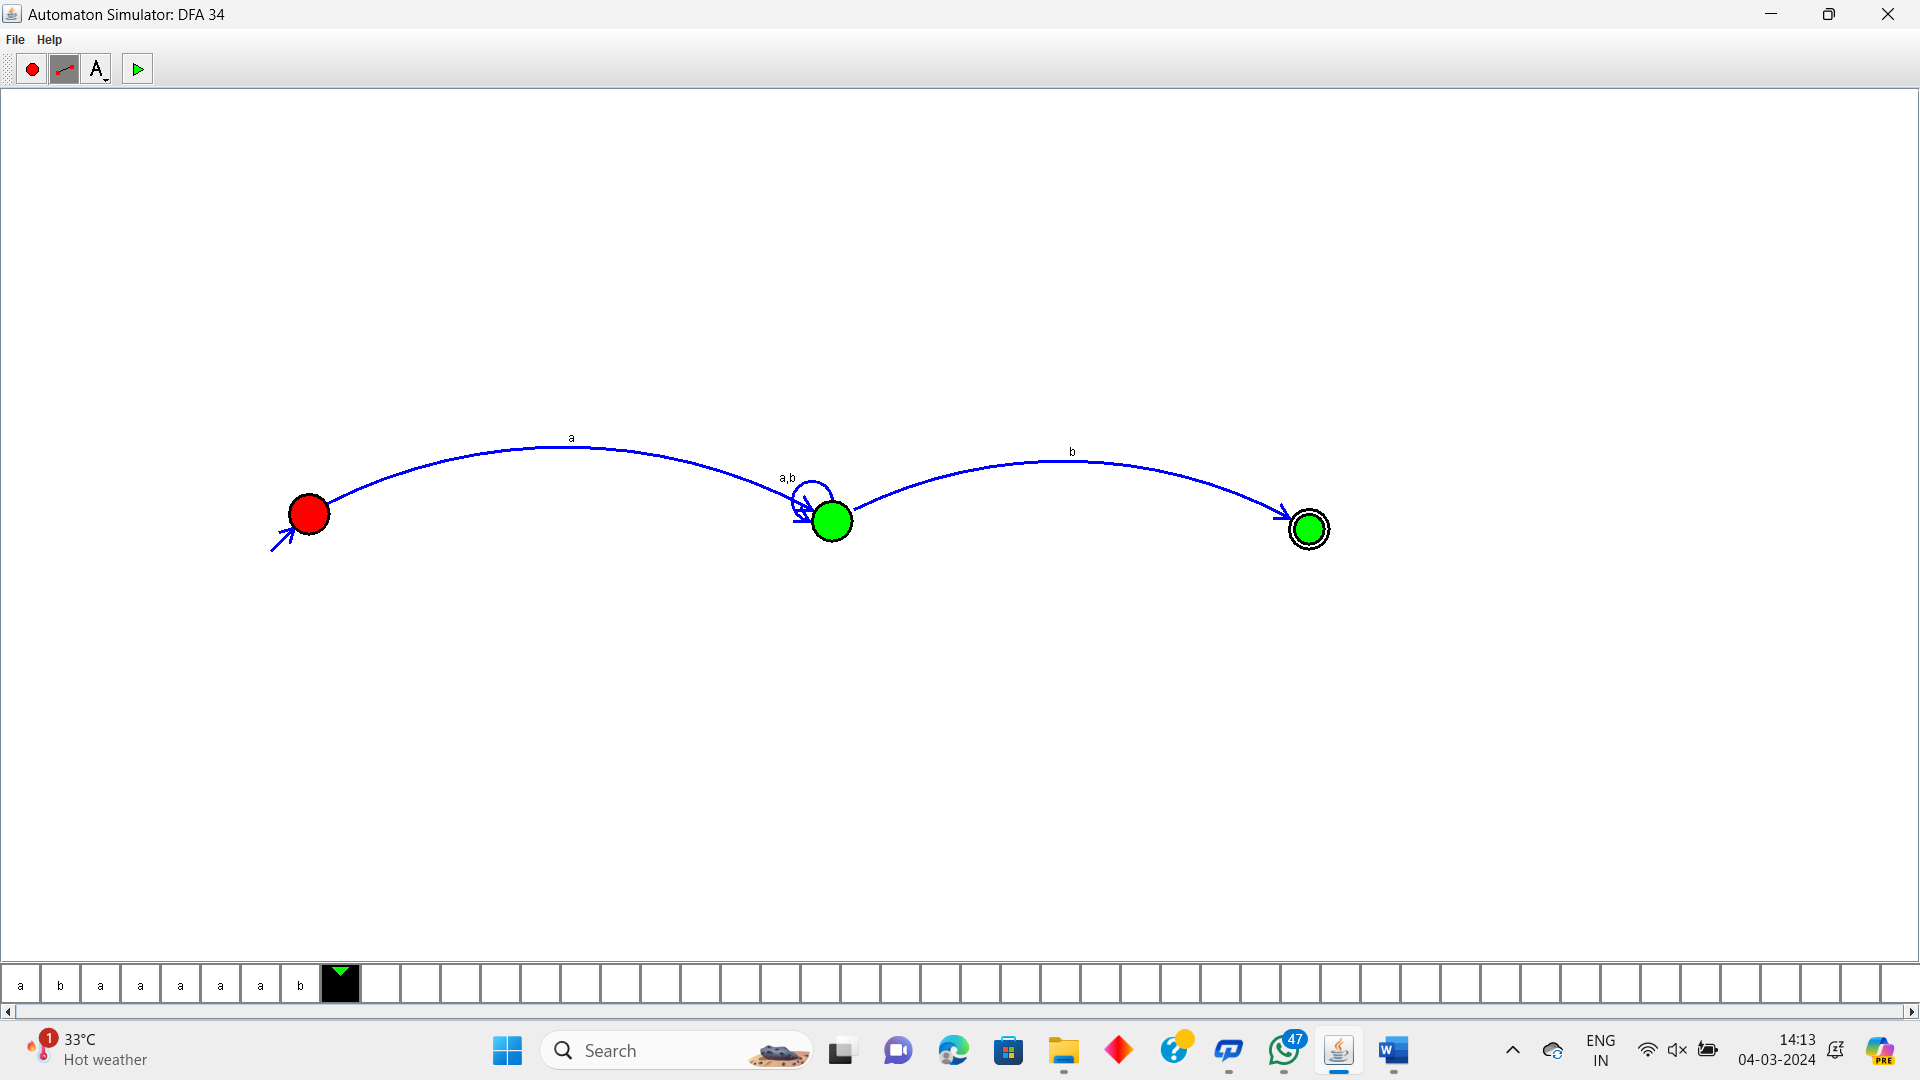 Automaton Simulator: DFA 34
File Help
A
a
b
a,b
a b a a a a a b
1
33°C
Hot weather
Search
47
W
ENG
IN
14:13
04-03-2024
PRE